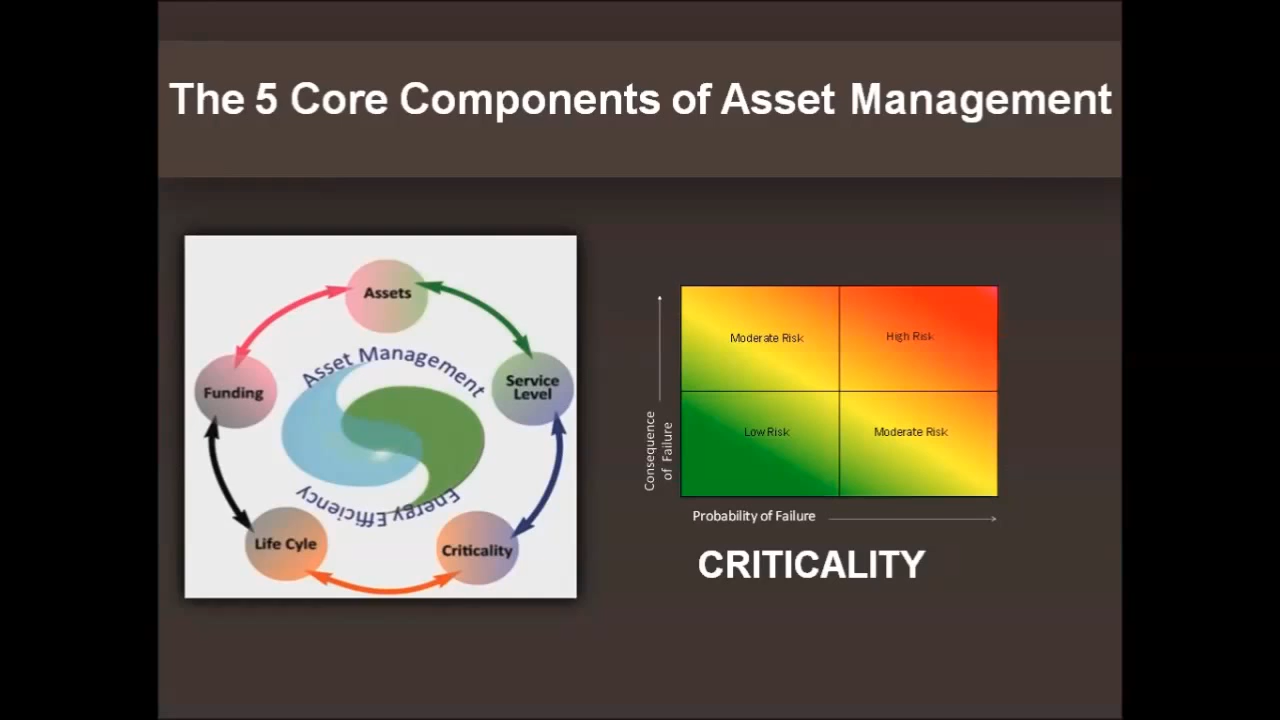 The 5 Core Components of Asset Management
Assets
Service
Level
Criticality
Life Cyle
Funding
Asset Management
Energy Efficiency
Moderate Risk
High Risk
Low Risk
Moderate Risk
Consequence
of Failure
Probability of Failure
CRITICALITY